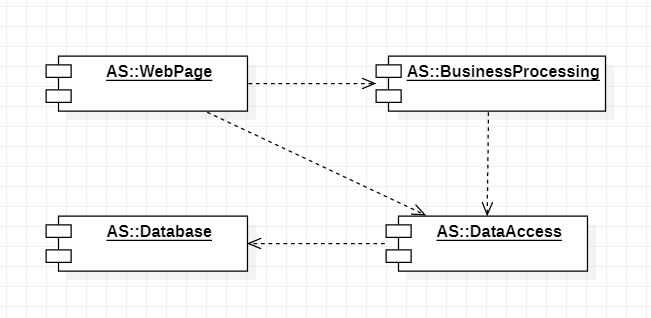 AS::WebPage
AS::BusinessProcessing
AS::Database
AS::DataAccess